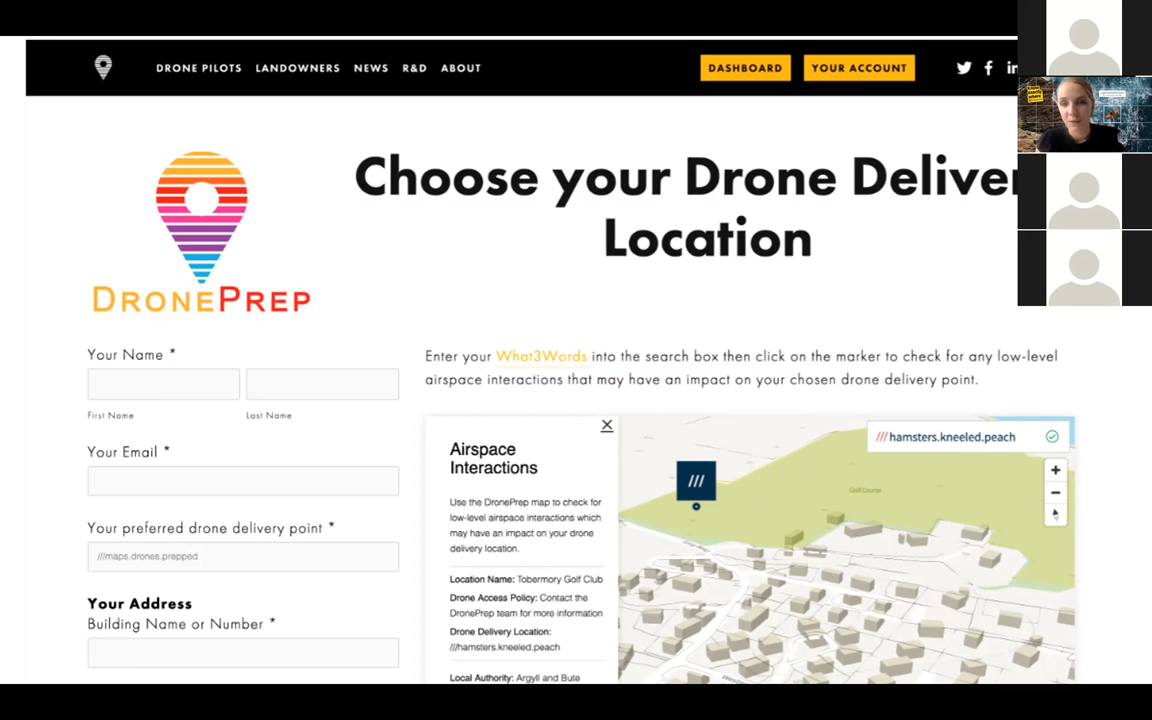 DRONE PILOTS LANDOWNERS NEWS R&D ABOUT
DASHBOARD YOUR ACCOUNT
Choose your Drone Deliver
Location
DRONEPREP
Your Name *
First Name Last Name
Your Email *
Your preferred drone delivery point *
///maps.drones.prepped
Your Address
Building Name or Number *
Enter your What3Words into the search box then click on the marker to check for any low-level
airspace interactions that may have an impact on your chosen drone delivery point.
Airspace
Interactions
Use the DronePrep map to check for
low-level airspace interactions which
may have an impact on your drone
delivery location.
Location Name: Tobermory Golf Club
Drone Access Policy: Contact the
DronePrep team for more information
Drone Delivery Location:
///hamsters.kneeled.peach
Local Authority: Argyll and Bute
///hamsters.kneeled.peach
///
Golf Course